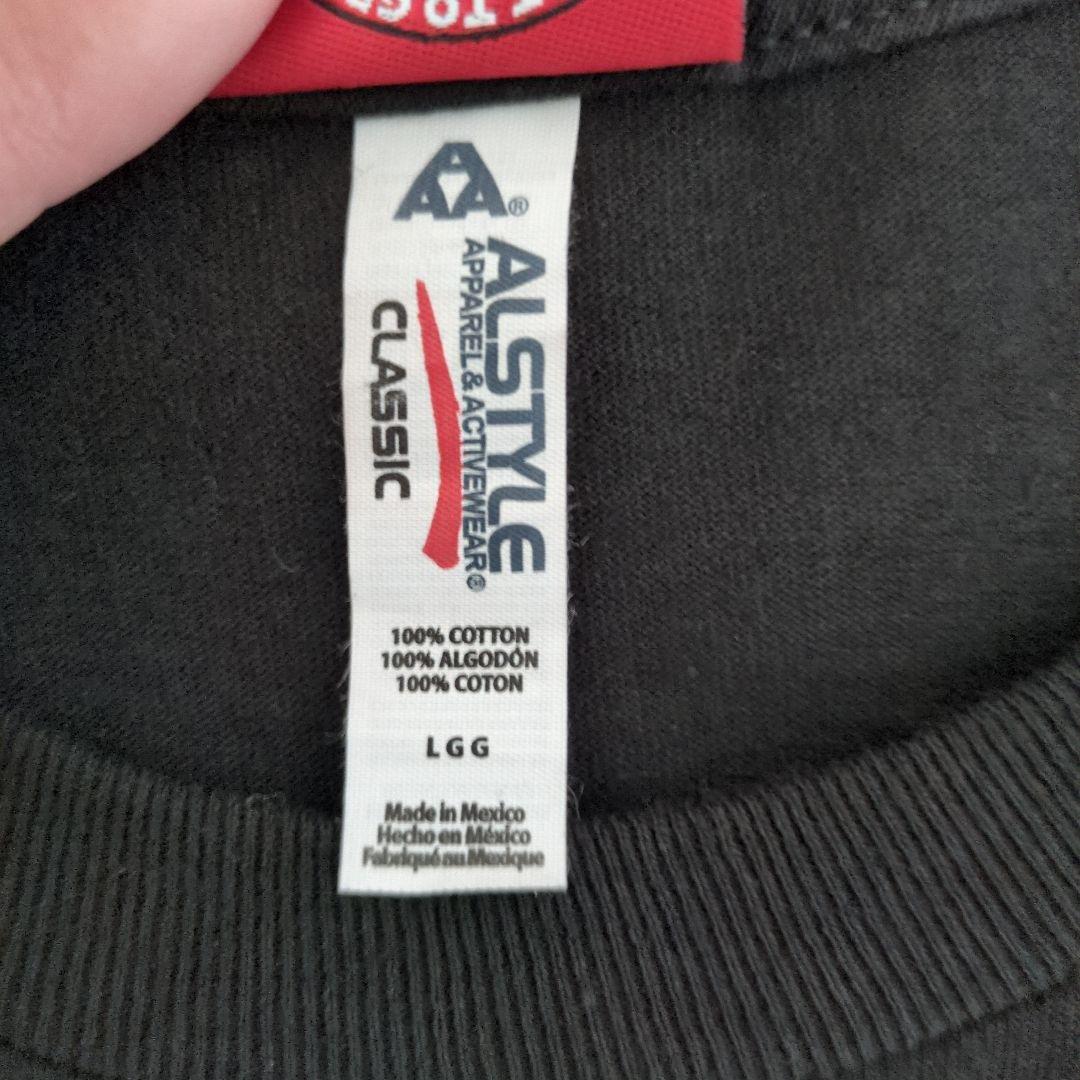 AAA®
ALSTYLE
APPAREL & ACTIVEWEAR®
CLASSIC
100% COTTON
100% ALGODÓN
100% COTON
L G G
Made in Mexico
Hecho en México
Fabriqué au Mexique